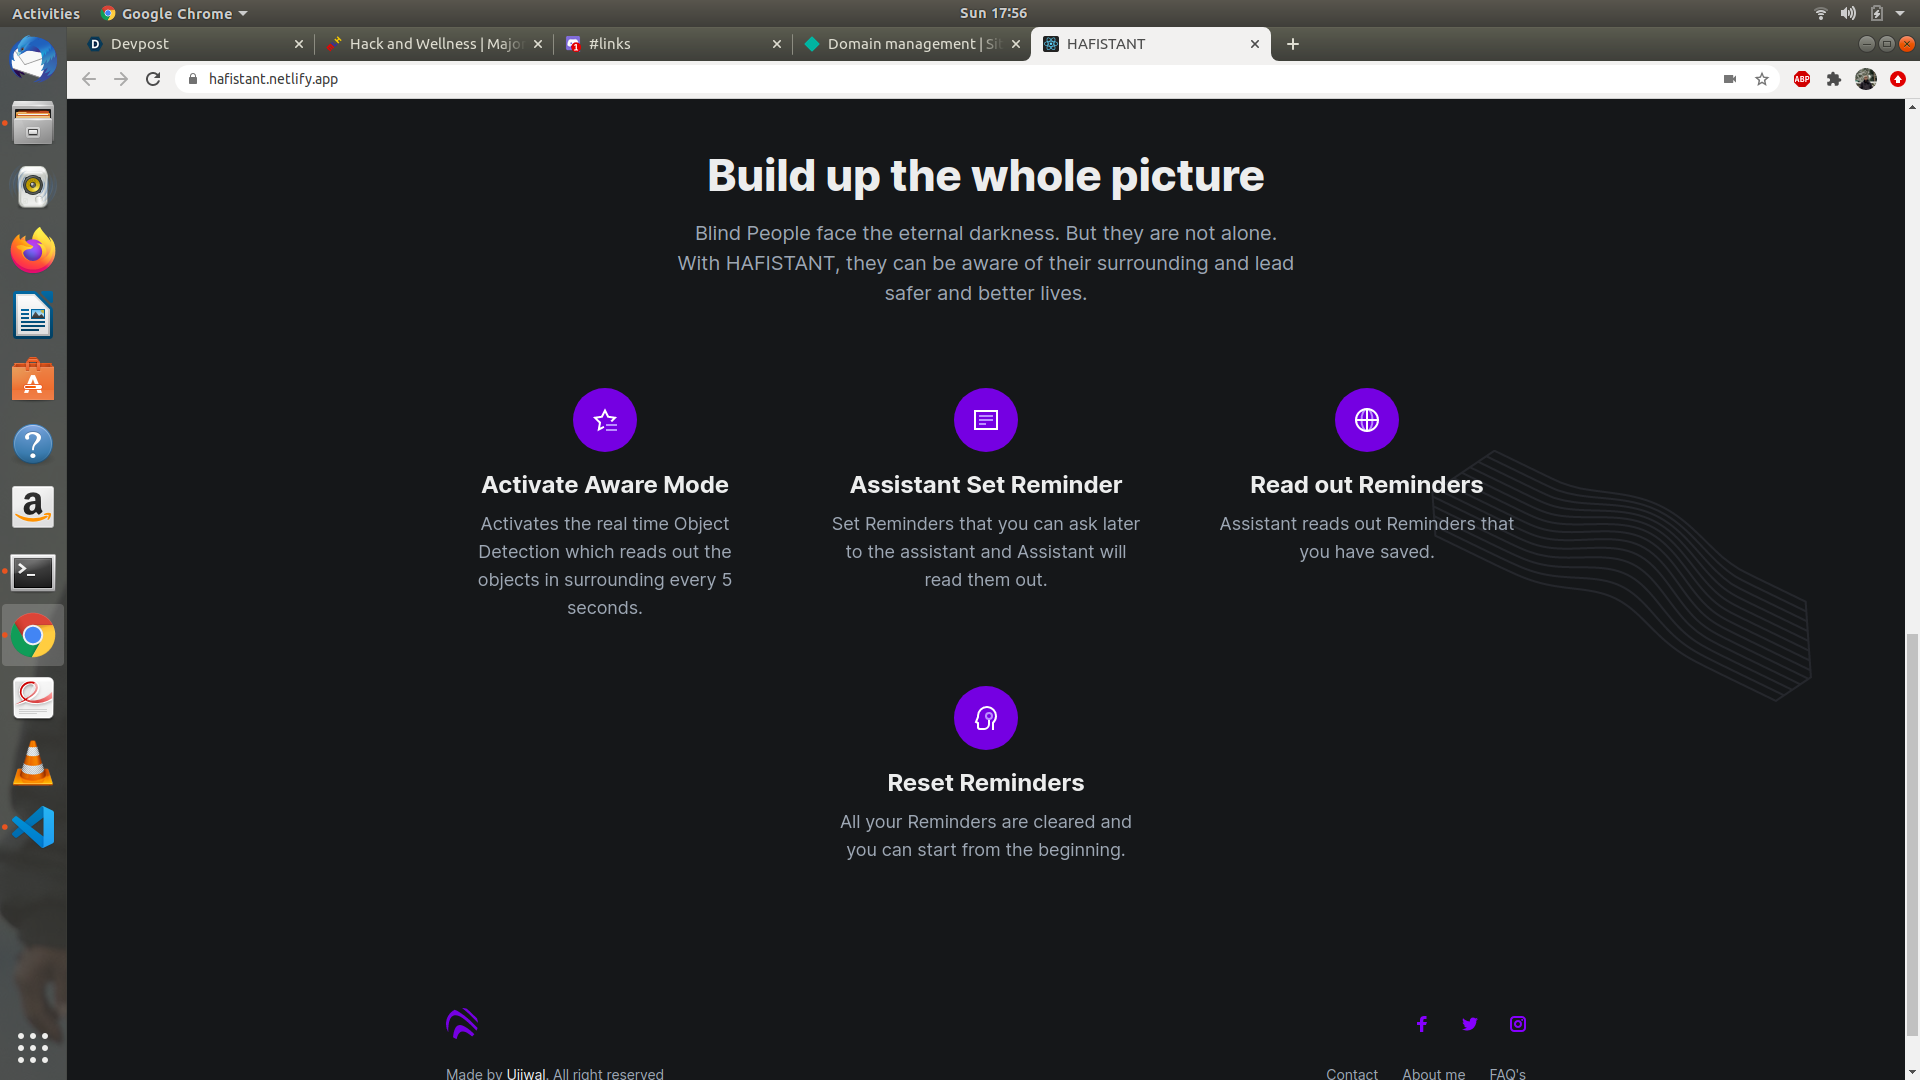 Activities Google Chrome Sun 17:56
Devpost Hack and Wellness | Major #links Domain management | Sit HAFISTANT
hafistant.netlify.app ABP
Build up the whole picture
Blind People face the eternal darkness. But they are not alone.
With HAFISTANT, they can be aware of their surrounding and lead
safer and better lives.
Activate Aware Mode
Activates the real time Object
Detection which reads out the
objects in surrounding every 5
seconds.
Assistant Set Reminder
Set Reminders that you can ask later
to the assistant and Assistant will
read them out.
Read out Reminders
Assistant reads out Reminders that
you have saved.
Reset Reminders
All your Reminders are cleared and
you can start from the beginning.
Made by Ujjwal. All right reserved
Contact About me FAQ's